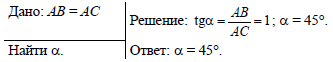 Дано: AB = AC
Решение: tgα = AB/AC = 1; α = 45°.
Найти α.
Ответ: α = 45°.